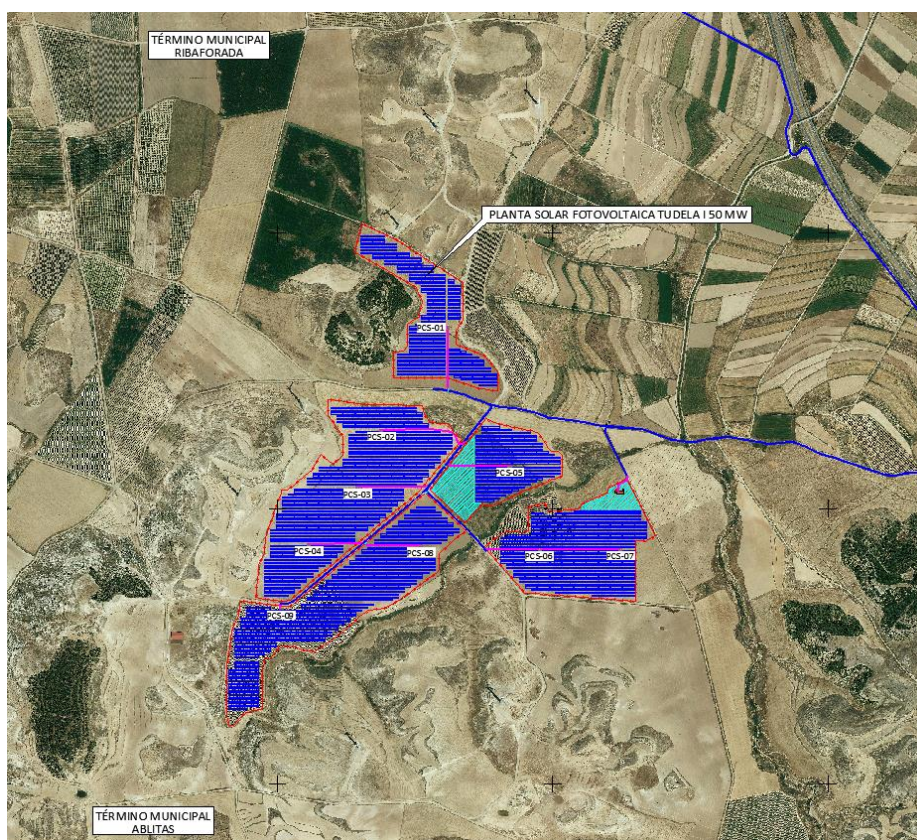 TÉRMINO MUNICIPAL
RIBAFORADA
PLANTA SOLAR FOTOVOLTAICA TUDELA I 50 MW
PCS-01
PCS-02
PCS-05
PCS-03
PCS-04
PCS-08
PCS-06
PCS-07
PCS-09
TÉRMINO MUNICIPAL
ABLITAS